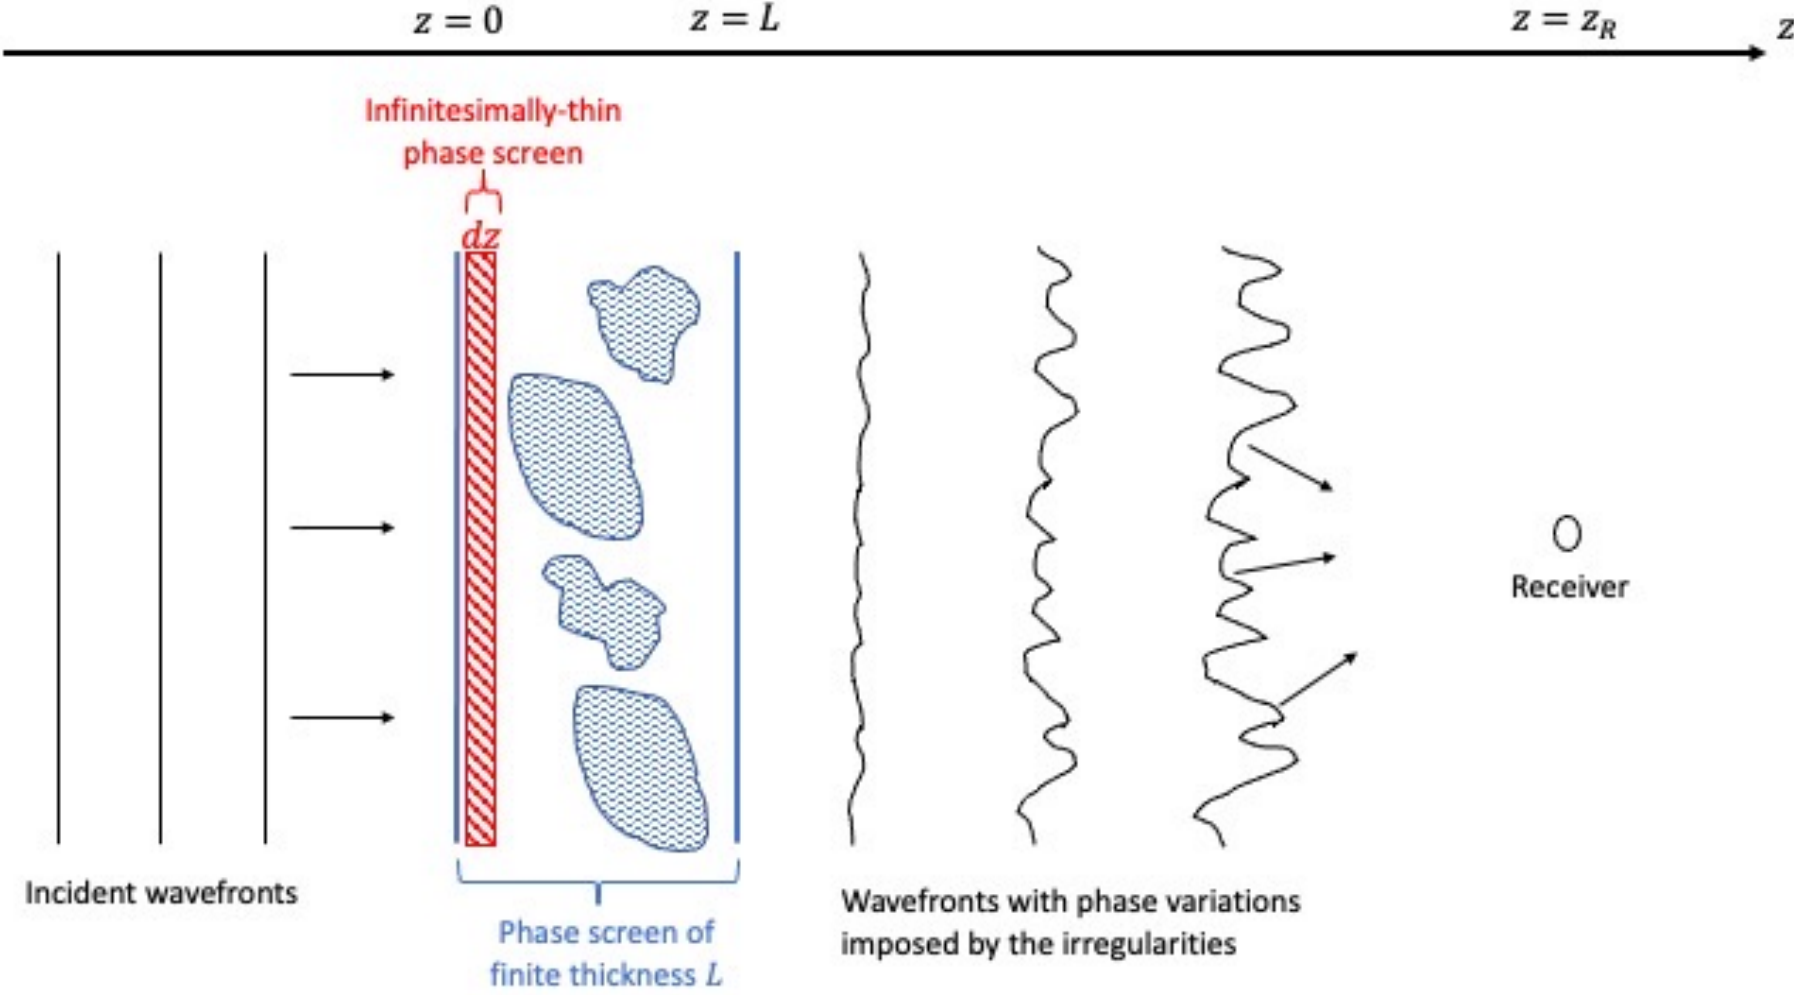 z = 0
z = L
z = z_R
z
Infinitesimally-thin
phase screen
dz
Receiver
Incident wavefronts
Phase screen of
finite thickness L
Wavefronts with phase variations
imposed by the irregularities